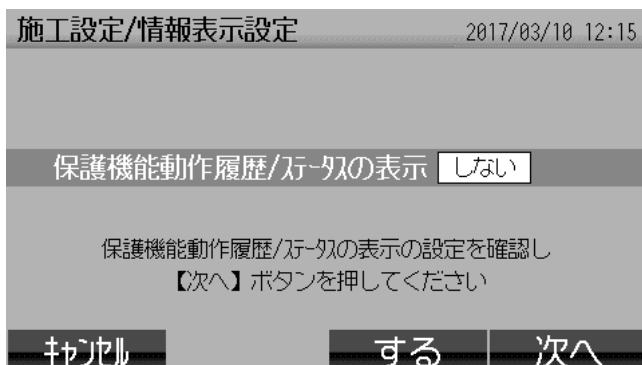 施工設定/情報表示設定 2017/03/10 12:15
保護機能動作履歴/ｽﾃｰﾀｽの表示 しない
保護機能動作履歴/ｽﾃｰﾀｽの表示の設定を確認し
【次へ】ボタンを押してください
ｷｬﾝｾﾙ する 次へ